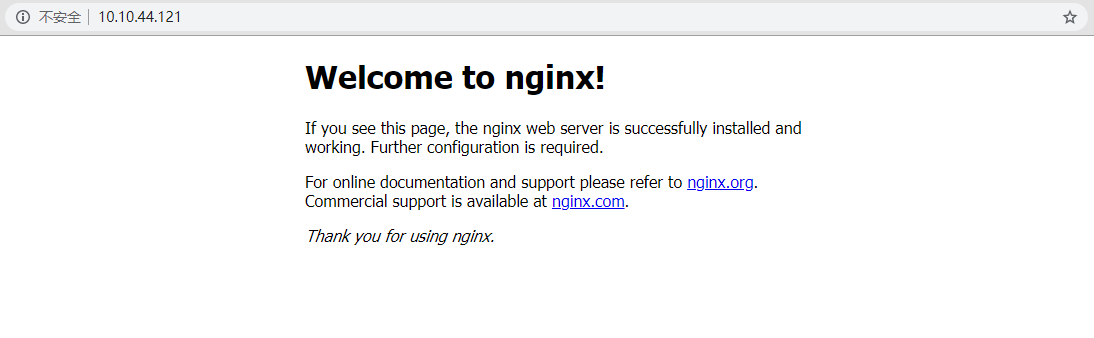 不安全 10.10.44.121
Welcome to nginx!
If you see this page, the nginx web server is successfully installed and
working. Further configuration is required.
For online documentation and support please refer to nginx.org.
Commercial support is available at nginx.com.
Thank you for using nginx.